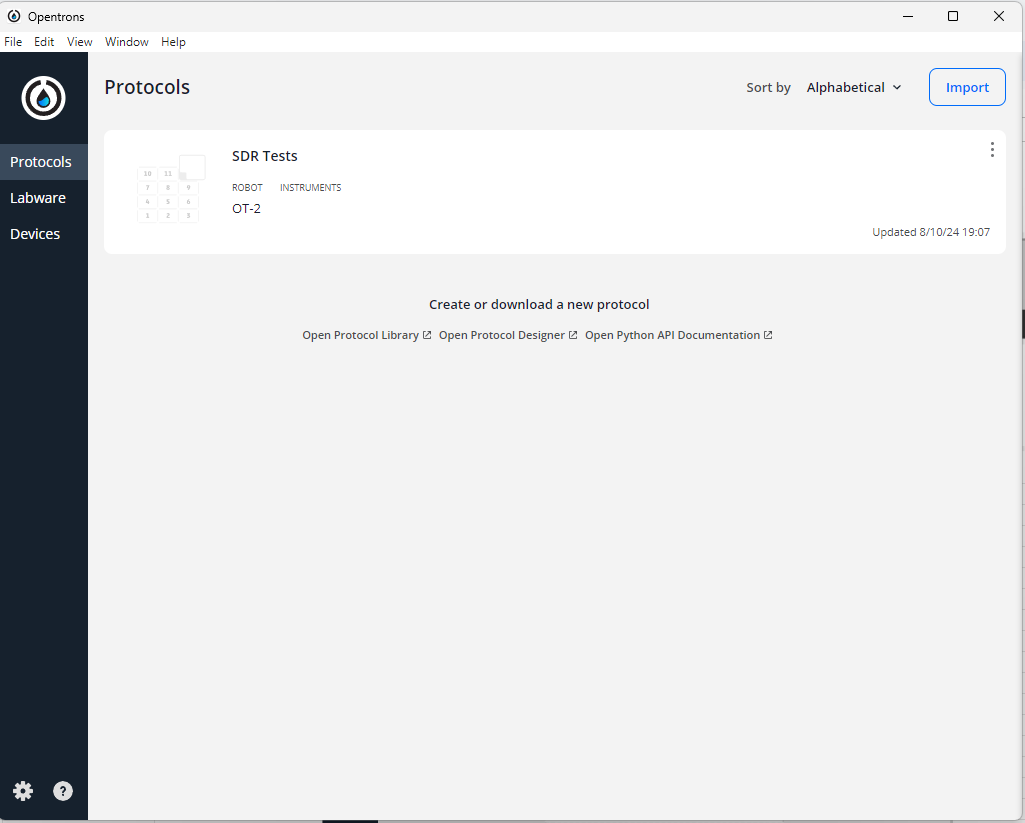 Opentrons
File Edit View Window Help
Protocols
Sort by Alphabetical
Import
Protocols
Labware
Devices
SDR Tests
10 11
7 8 9
4 5 6
1 2 3
ROBOT INSTRUMENTS
OT-2
Updated 8/10/24 19:07
Create or download a new protocol
Open Protocol Library Open Protocol Designer Open Python API Documentation
?